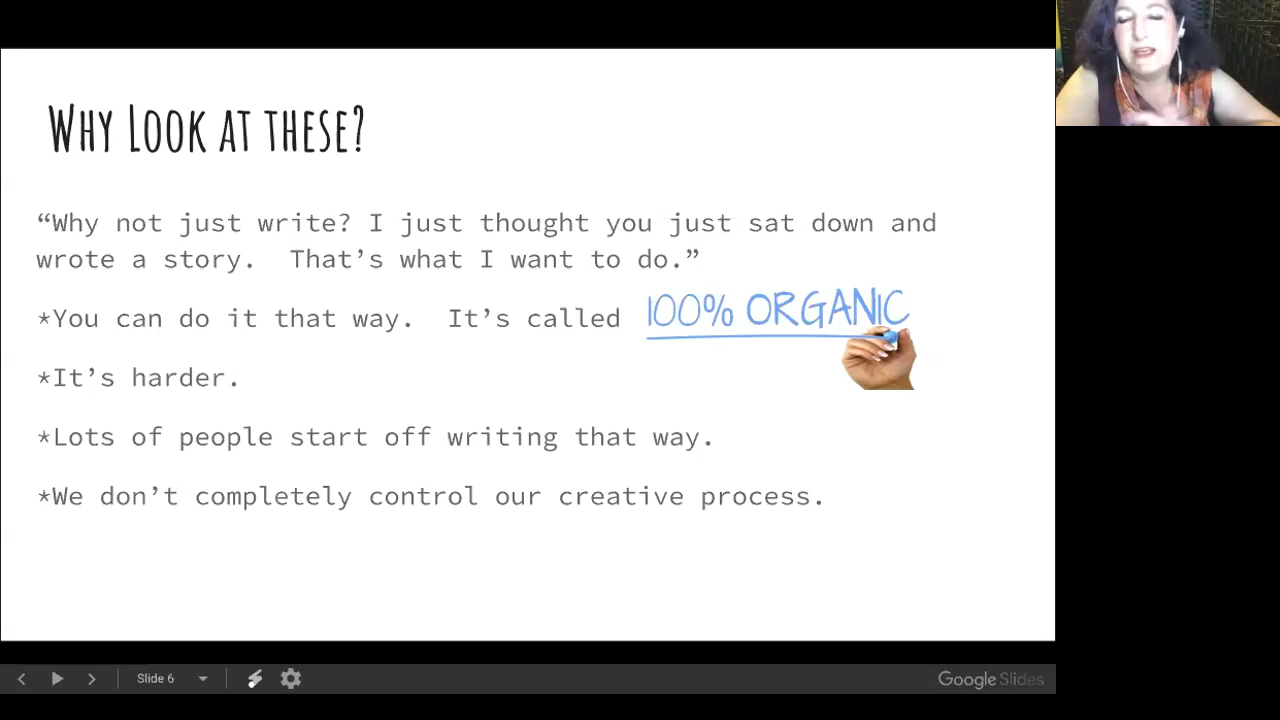 WHY LOOK AT THESE?
“Why not just write? I just thought you just sat down and
wrote a story.  That’s what I want to do.”
*You can do it that way.  It’s called 100% ORGANIC
*It’s harder.
*Lots of people start off writing that way.
*We don’t completely control our creative process.
Slide 6
Google Slides